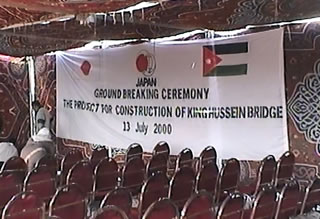 JAPAN
GROUND BREAKING CEREMONY
THE PROJECT FOR CONSTRUCTION OF KING HUSSEIN BRIDGE
13 July 2000